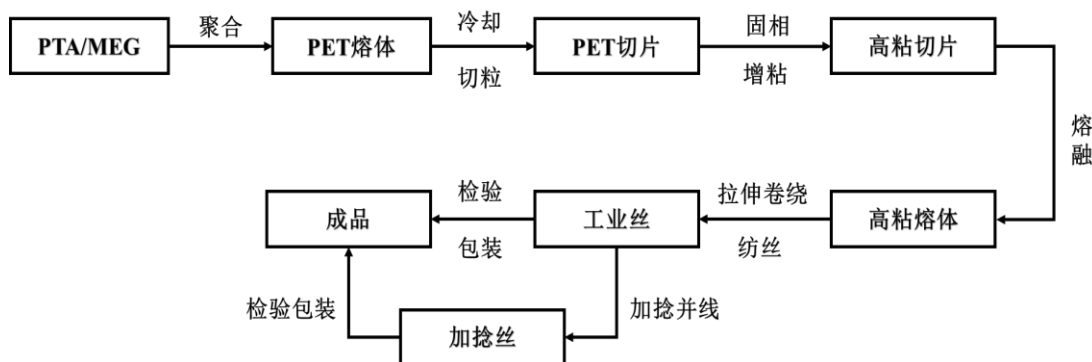 PTA/MEG
聚合
PET熔体
冷却
切粒
PET切片
固相
增粘
高粘切片
熔
融
高粘熔体
拉伸卷绕
纺丝
工业丝
检验
包装
成品
加捻并线
加捻丝
检验包装